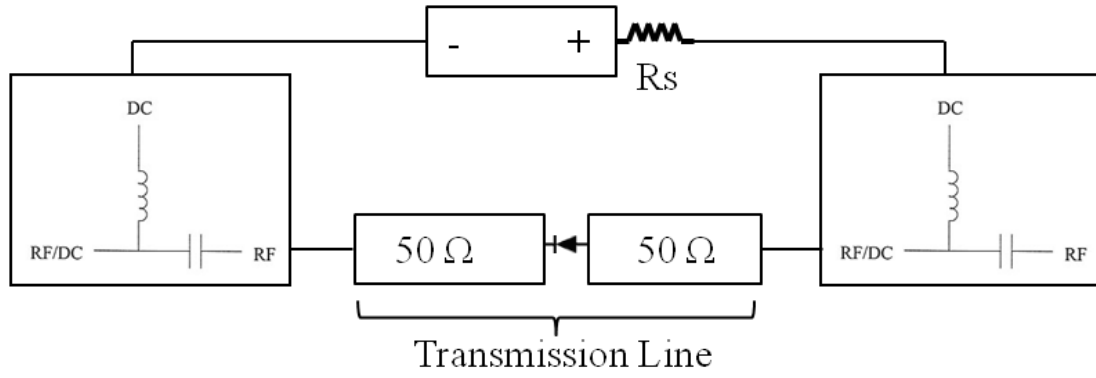 - +
Rs
DC
DC
50 Ω
50 Ω
RF/DC
RF
RF/DC
RF
Transmission Line